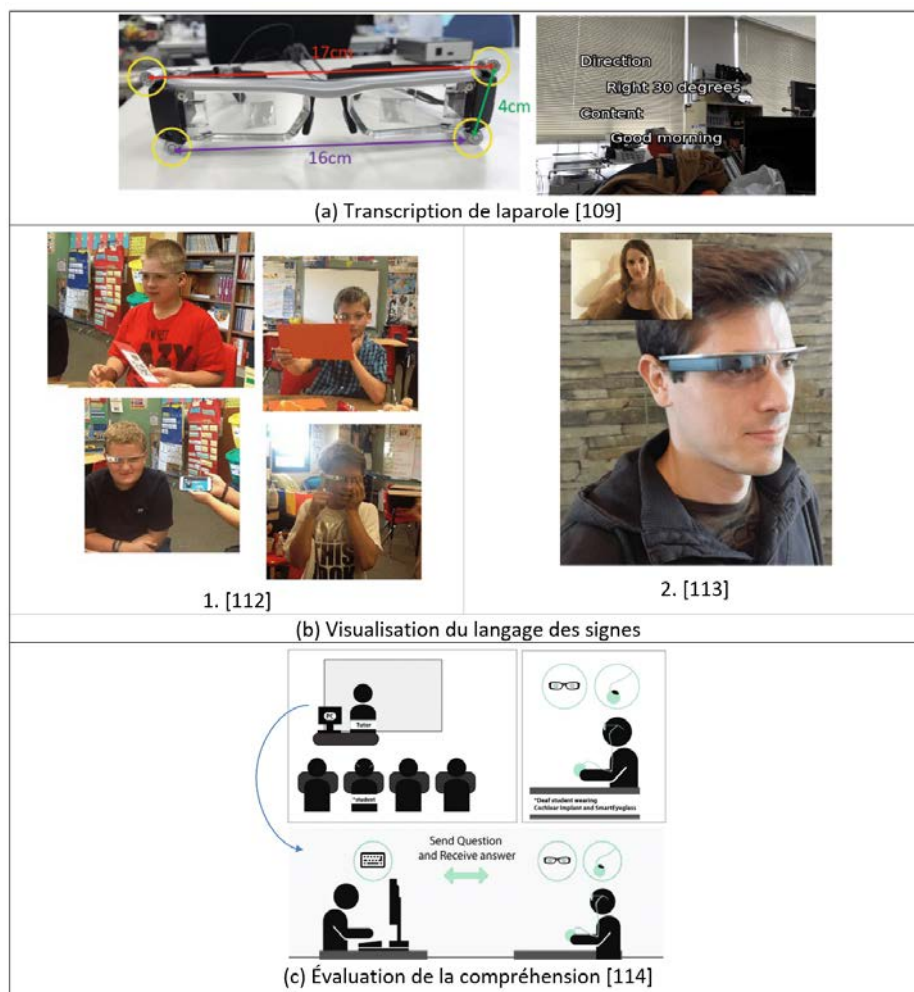 17cm
4cm
16cm
Direction
Right 30 degrees
Content
Good morning
(a) Transcription de laparole [109]
1. [112]
2. [113]
(b) Visualisation du langage des signes
PC
Tutor
*student
*Deaf student wearing
Cochlear Implant and SmartEyeglass
Send Question
and Receive answer
(c) Évaluation de la compréhension [114]